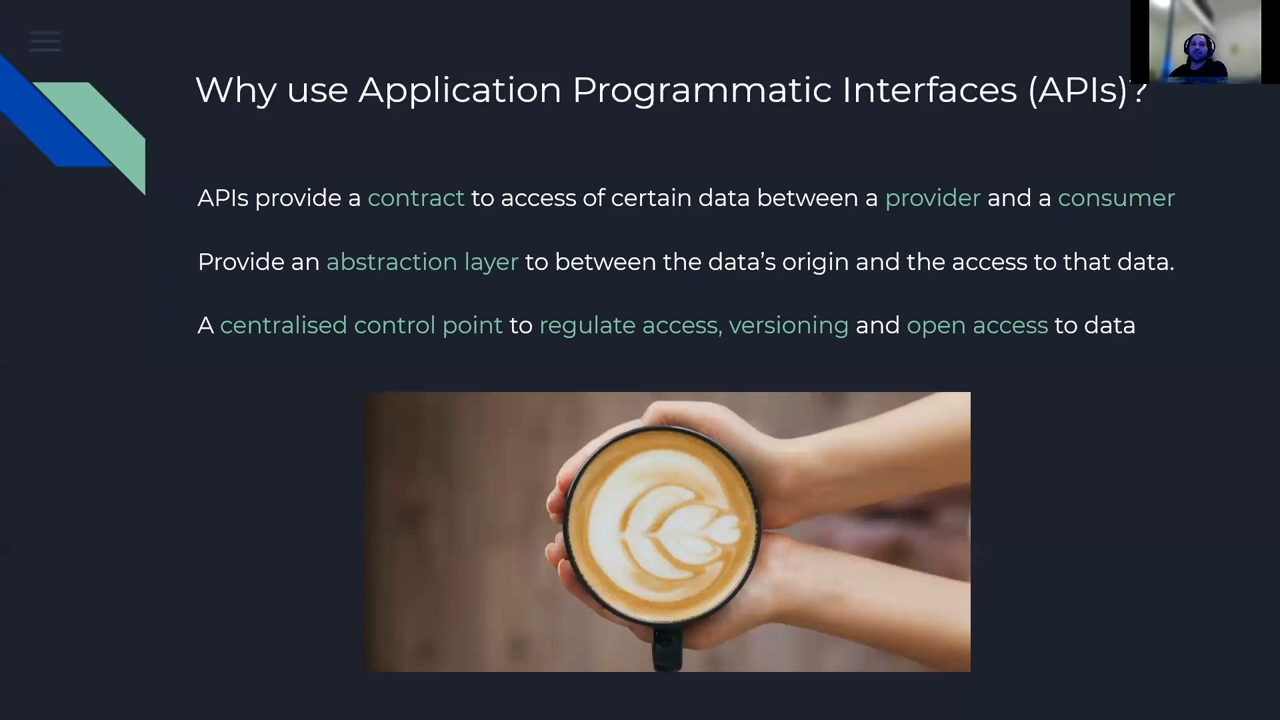 Why use Application Programmatic Interfaces (APIs)?
APIs provide a contract to access of certain data between a provider and a consumer
Provide an abstraction layer to between the data's origin and the access to that data.
A centralised control point to regulate access, versioning and open access to data